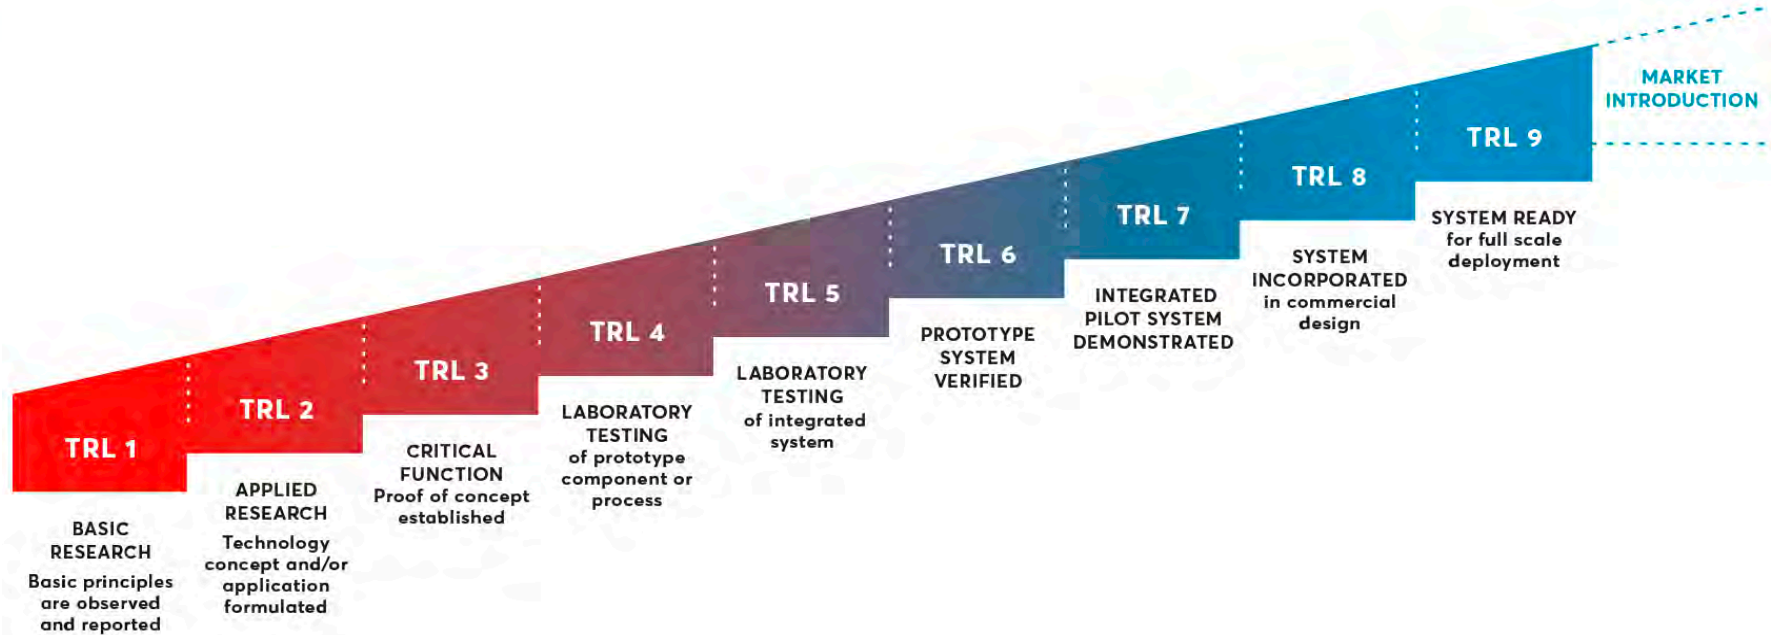 TRL 1
BASIC
RESEARCH
Basic principles
are observed
and reported
TRL 2
APPLIED
RESEARCH
Technology
concept and/or
application
formulated
TRL 3
CRITICAL
FUNCTION
Proof of concept
established
TRL 4
LABORATORY
TESTING
of prototype
component or
process
TRL 5
LABORATORY
TESTING
of integrated
system
TRL 6
PROTOTYPE
SYSTEM
VERIFIED
TRL 7
INTEGRATED
PILOT SYSTEM
DEMONSTRATED
TRL 8
SYSTEM
INCORPORATED
in commercial
design
TRL 9
SYSTEM READY
for full scale
deployment
MARKET
INTRODUCTION